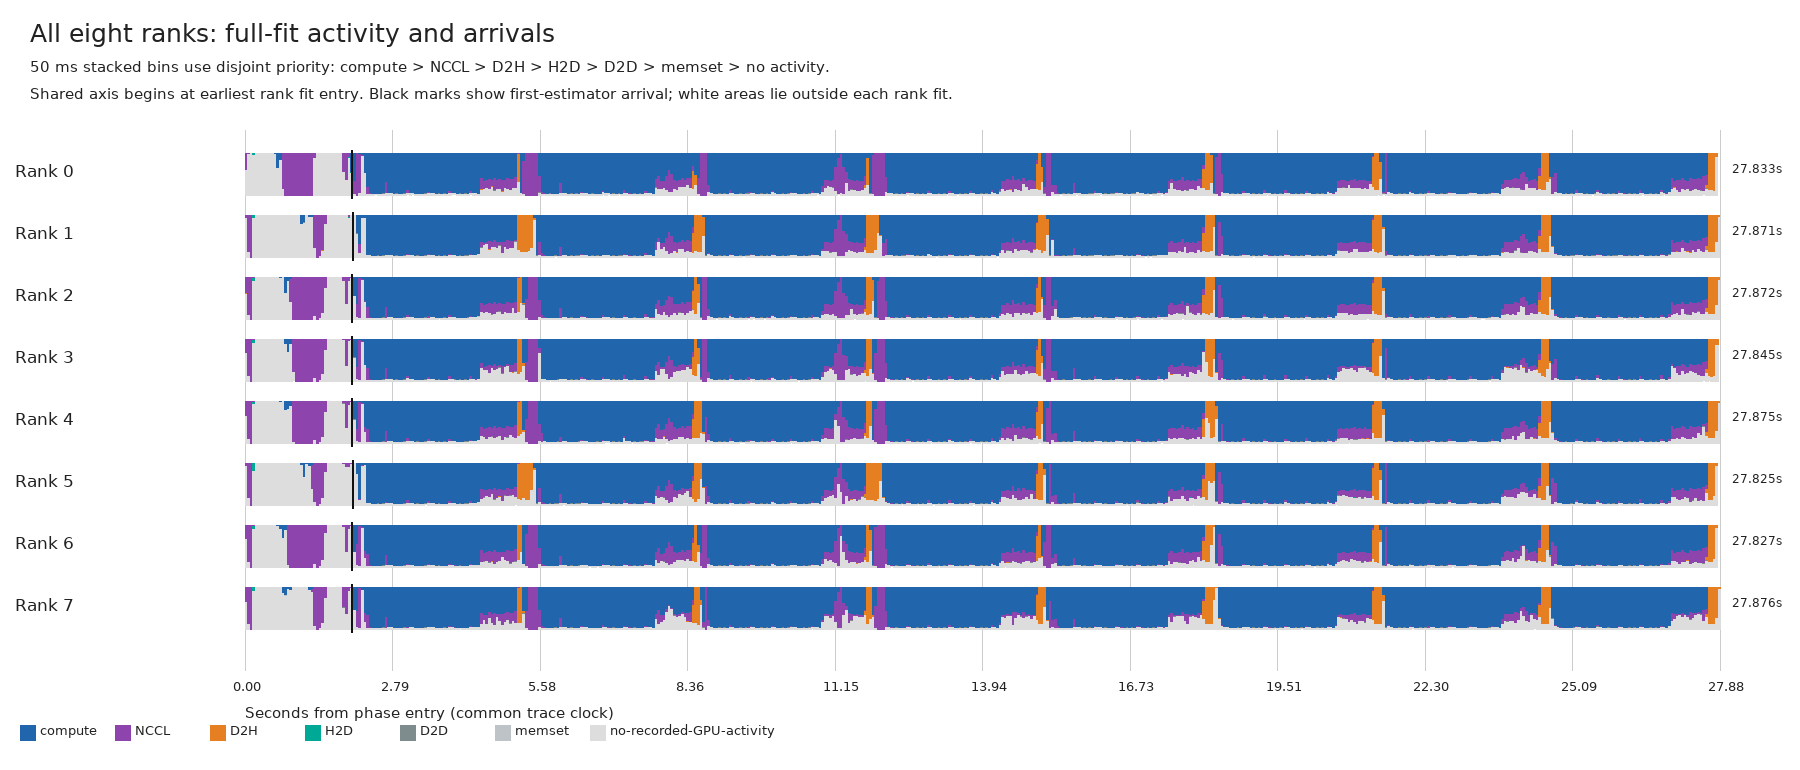 All eight ranks: full-fit activity and arrivals
50 ms stacked bins use disjoint priority: compute > NCCL > D2H > H2D > D2D > memset > no activity.
Shared axis begins at earliest rank fit entry. Black marks show first-estimator arrival; white areas lie outside each rank fit.
Rank 0 27.833s
Rank 1 27.871s
Rank 2 27.872s
Rank 3 27.845s
Rank 4 27.875s
Rank 5 27.825s
Rank 6 27.827s
Rank 7 27.876s
0.00 2.79 5.58 8.36 11.15 13.94 16.73 19.51 22.30 25.09 27.88
Seconds from phase entry (common trace clock)
compute NCCL D2H H2D D2D memset no-recorded-GPU-activity